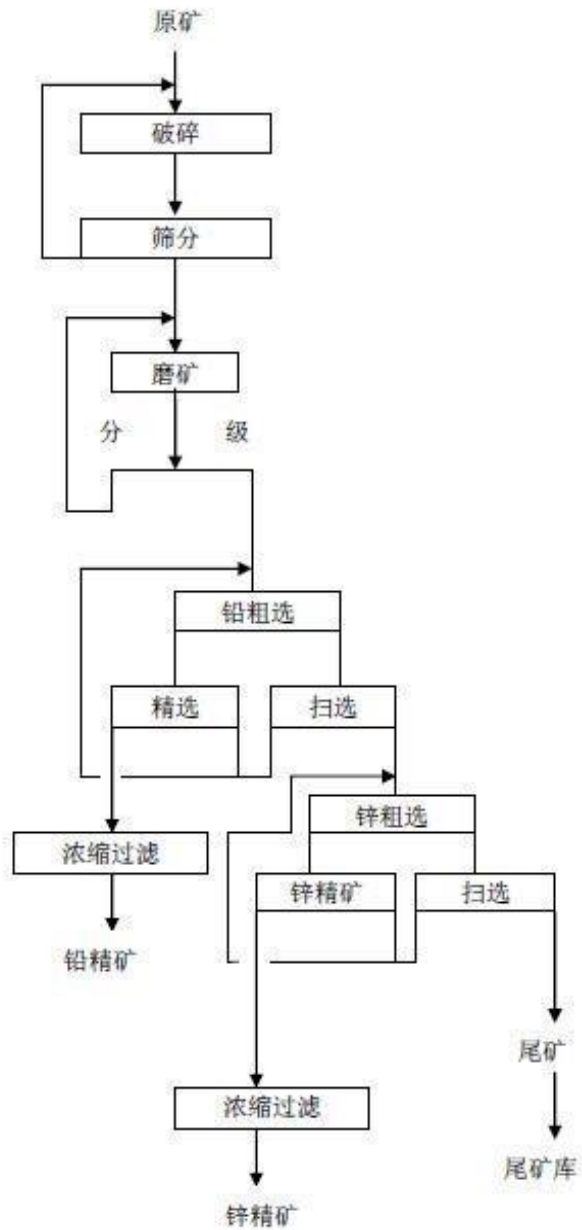 原矿
破碎
筛分
磨矿
分 级
铅粗选
精选 扫选
锌粗选
浓缩过滤
锌精矿 扫选
铅精矿
尾矿
浓缩过滤
尾矿库
锌精矿